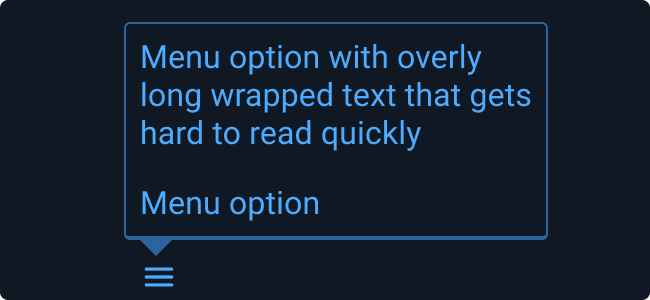 Menu option with overly
long wrapped text that gets
hard to read quickly
Menu option